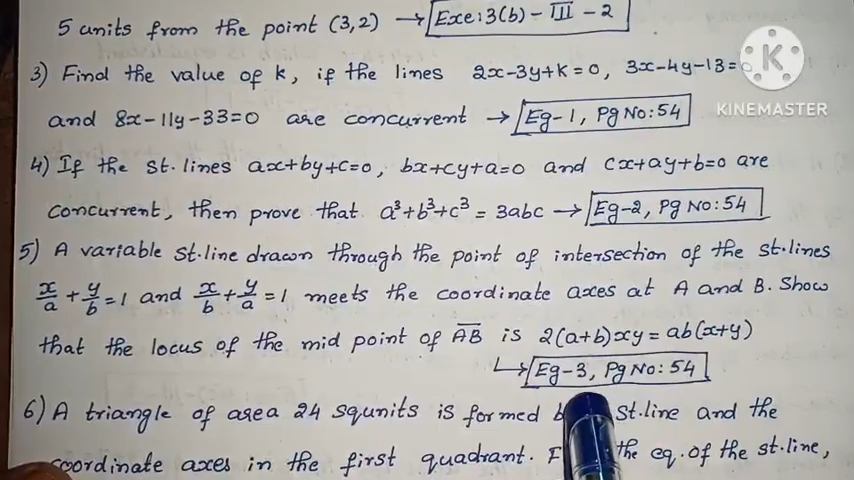 5 units from the point (3,2) → Exe: 3(b) - III - 2
3) Find the value of k, if the lines 2x-3y+k=0, 3x-4y-13=0
and 8x-11y-33=0 are concurrent → Eg-1, Pg No: 54
4) If the st. lines ax+by+c=0, bx+cy+a=0 and cx+ay+b=0 are
concurrent, then prove that a³+b³+c³ = 3abc → Eg-2, Pg No: 54
5) A variable st.line drawn through the point of intersection of the st.lines
x/a + y/b = 1 and x/b + y/a = 1 meets the coordinate axes at A and B. Show
that the locus of the mid point of A͞B͞ is 2(a+b)xy = ab(x+y)
↳ Eg-3, Pg No: 54
6) A triangle of area 24 sq units is formed st.line and the
coordinate axes in the first quadrant. the eq. of the st.line,
K
KINEMASTER